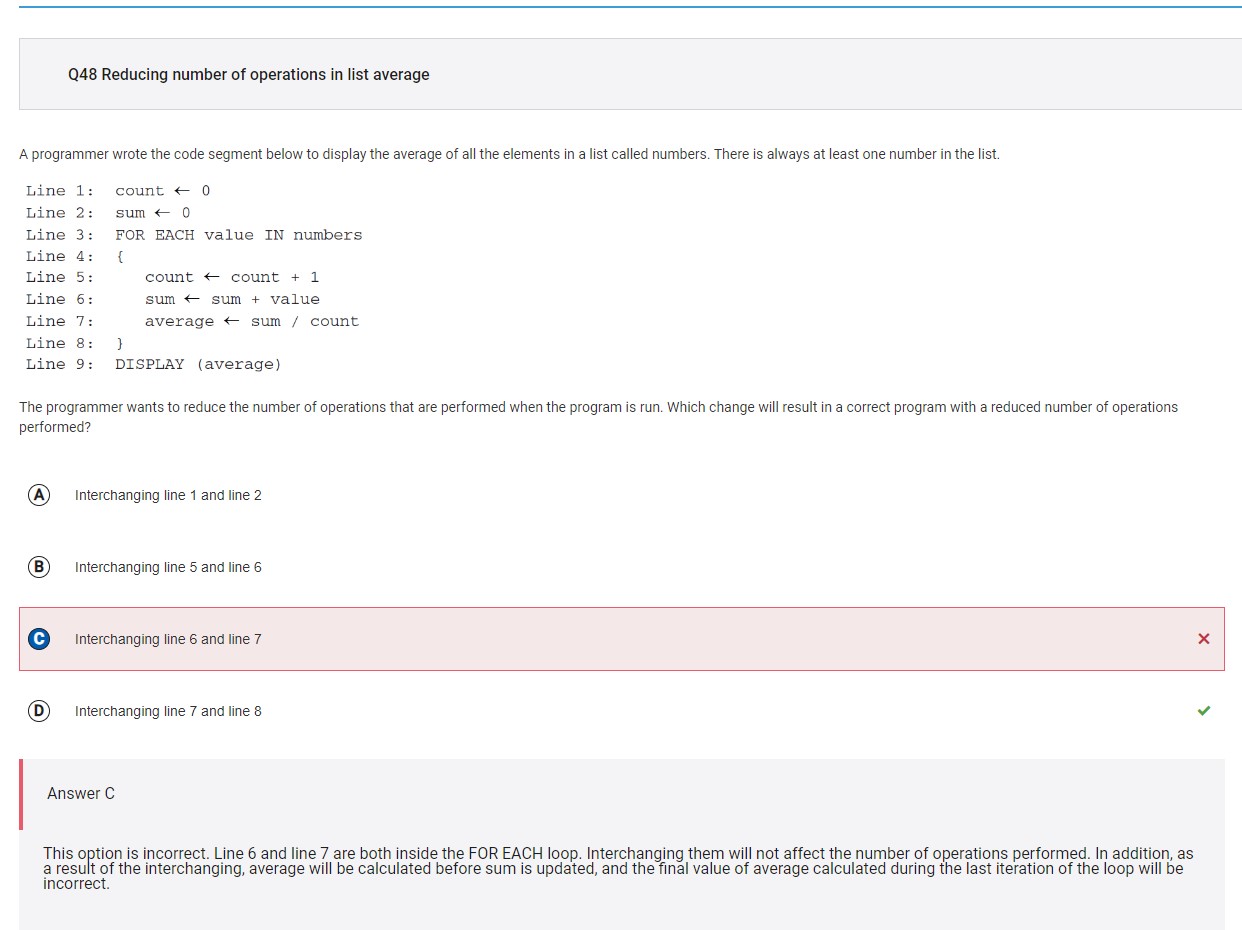 Q48 Reducing number of operations in list average
A programmer wrote the code segment below to display the average of all the elements in a list called numbers. There is always at least one number in the list.
Line 1: count ← 0
Line 2: sum ← 0
Line 3: FOR EACH value IN numbers
Line 4: {
Line 5: count ← count + 1
Line 6: sum ← sum + value
Line 7: average ← sum / count
Line 8: }
Line 9: DISPLAY (average)
The programmer wants to reduce the number of operations that are performed when the program is run. Which change will result in a correct program with a reduced number of operations
performed?
A Interchanging line 1 and line 2
B Interchanging line 5 and line 6
C Interchanging line 6 and line 7
D Interchanging line 7 and line 8
Answer C
This option is incorrect. Line 6 and line 7 are both inside the FOR EACH loop. Interchanging them will not affect the number of operations performed. In addition, as
a result of the interchanging, average will be calculated before sum is updated, and the final value of average calculated during the last iteration of the loop will be
incorrect.